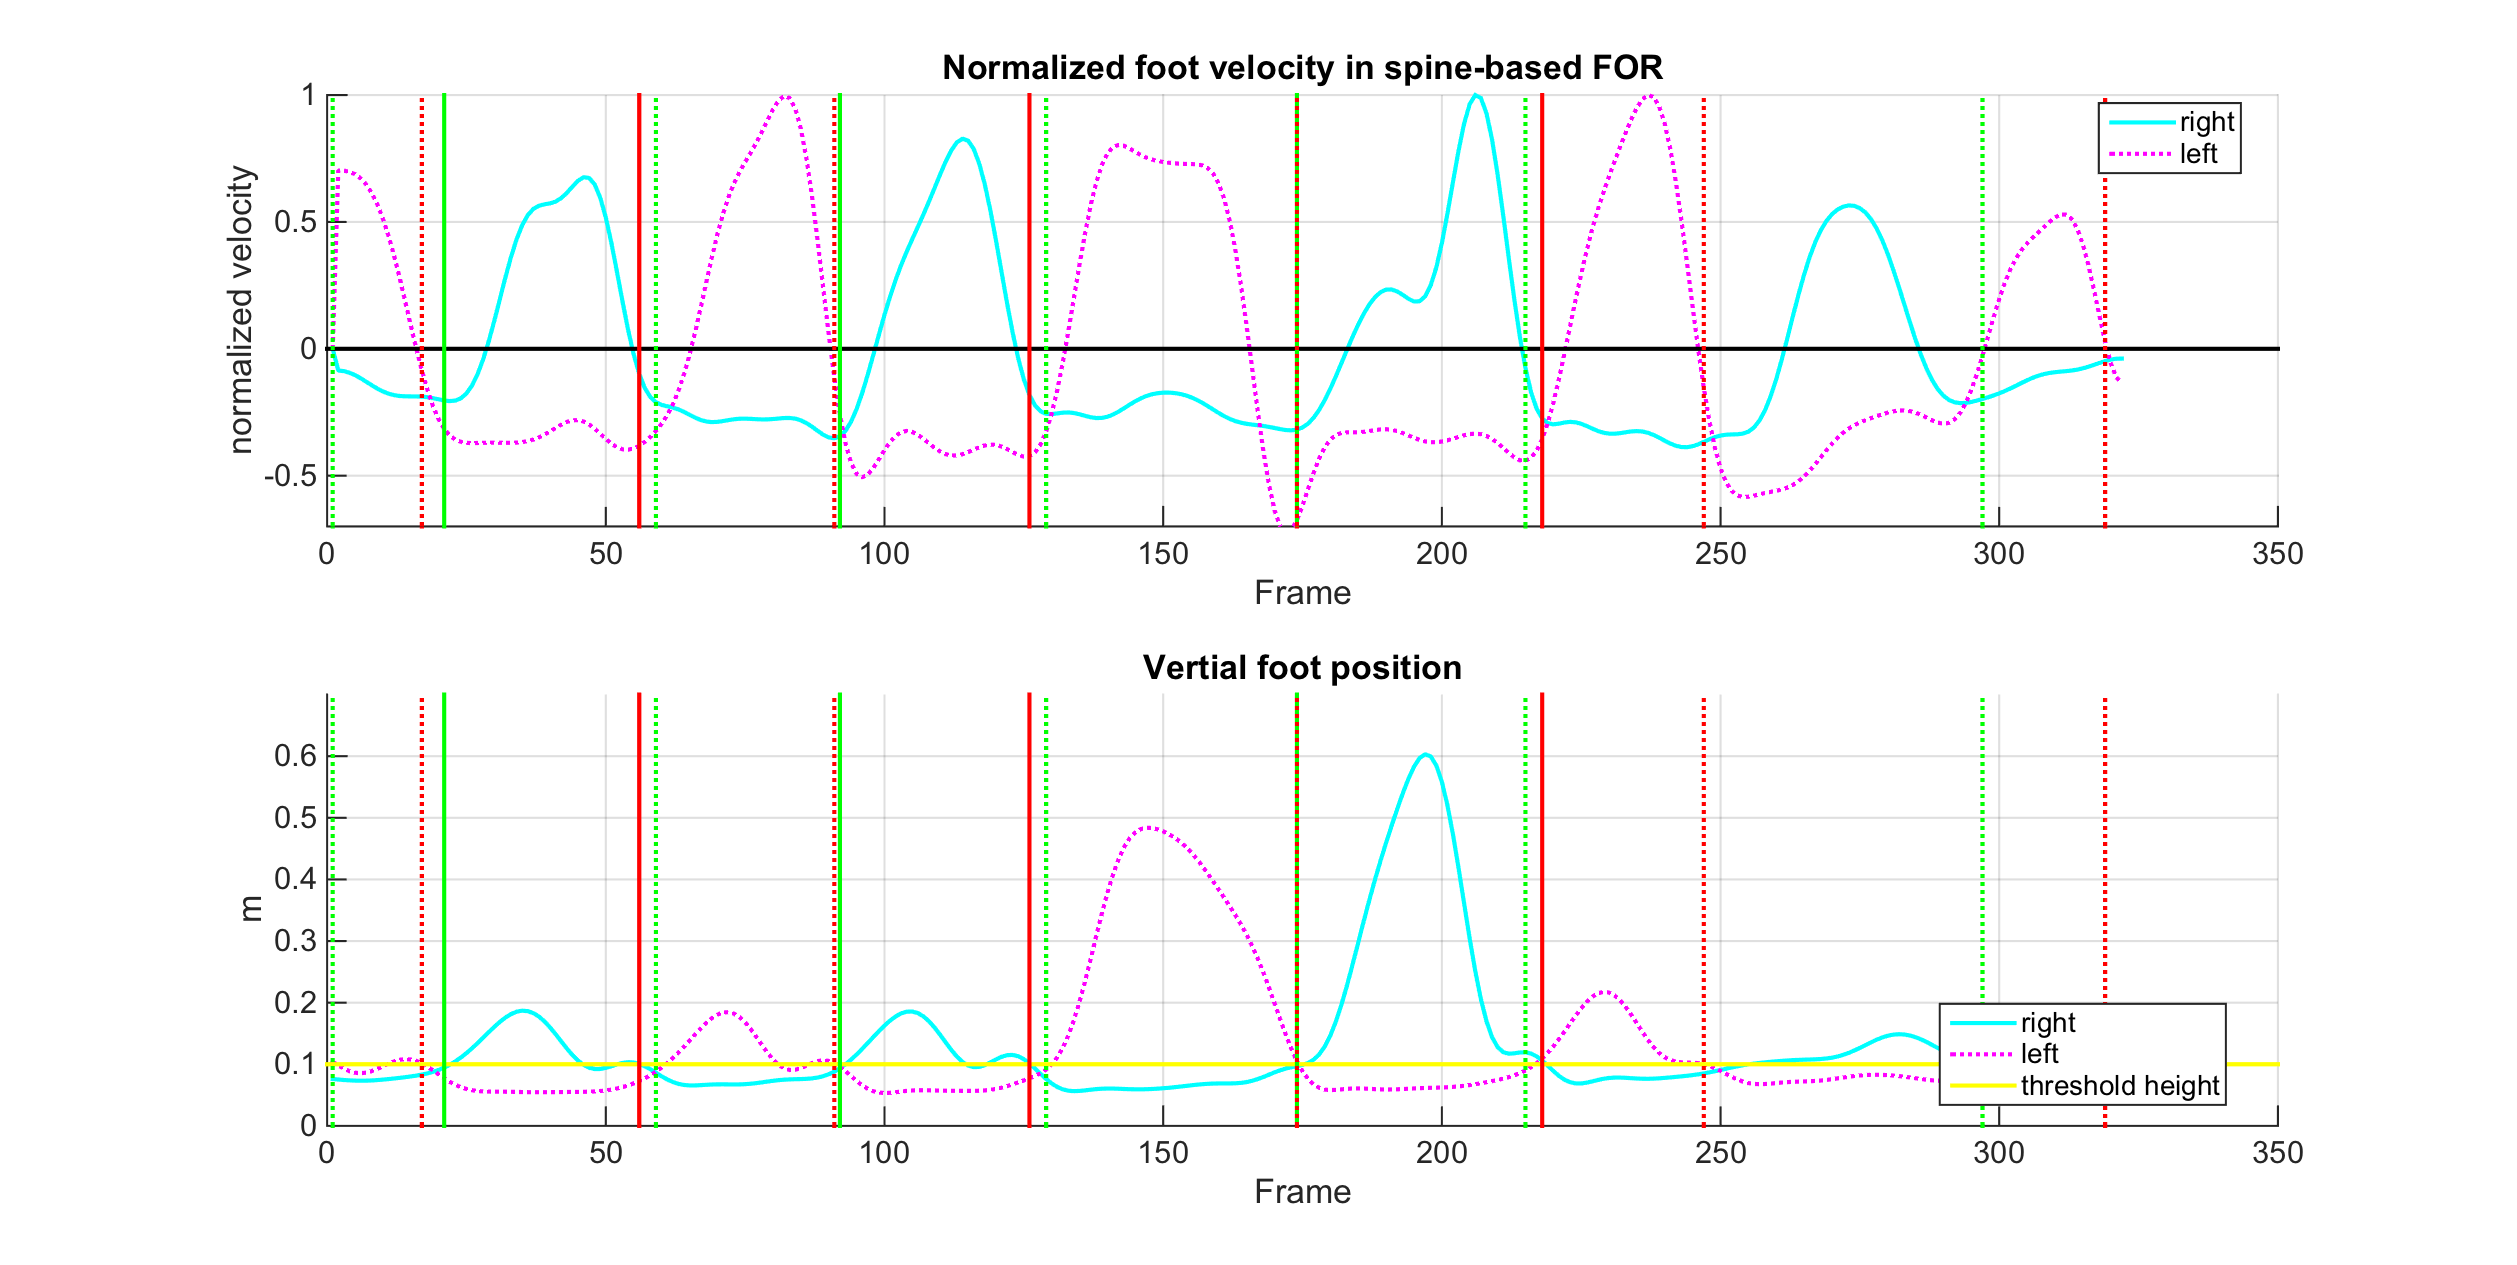 Normalized foot velocity in spine-based FOR
1
0.5
0
-0.5
normalized velocity
right
left
0 50 100 150 200 250 300 350
Frame
Vertial foot position
0.6
0.5
0.4
0.3
0.2
0.1
0
m
right
left
threshold height
0 50 100 150 200 250 300 350
Frame